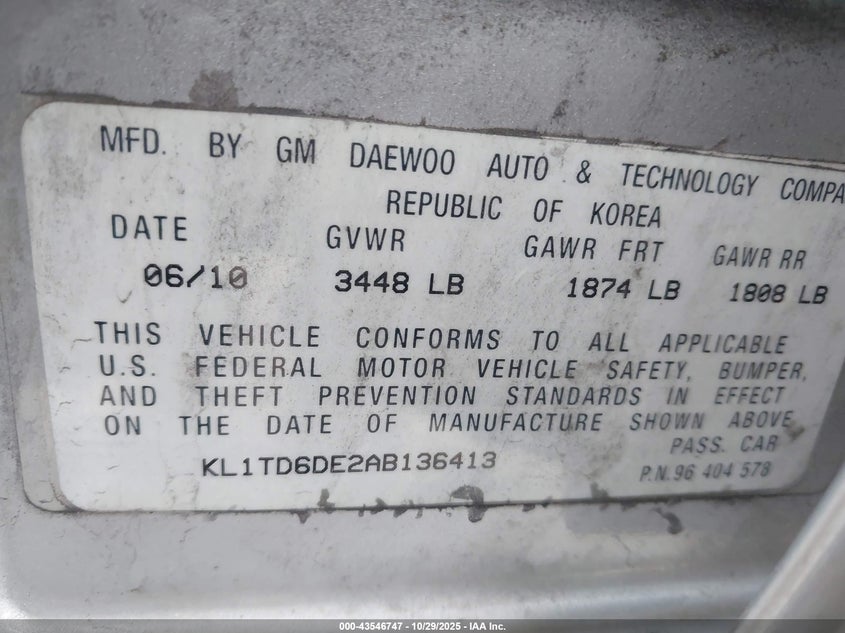 MFD. BY GM DAEWOO AUTO & TECHNOLOGY COMPA
REPUBLIC OF KOREA
DATE GVWR GAWR FRT GAWR RR
06/10 3448 LB 1874 LB 1808 LB
THIS VEHICLE CONFORMS TO ALL APPLICABLE
U.S. FEDERAL MOTOR VEHICLE SAFETY, BUMPER,
AND THEFT PREVENTION STANDARDS IN EFFECT
ON THE DATE OF MANUFACTURE SHOWN ABOVE
PASS. CAR
KL1TD6DE2AB136413
P.N.96 404 578
000-43546747 - 10/29/2025 - IAA Inc.